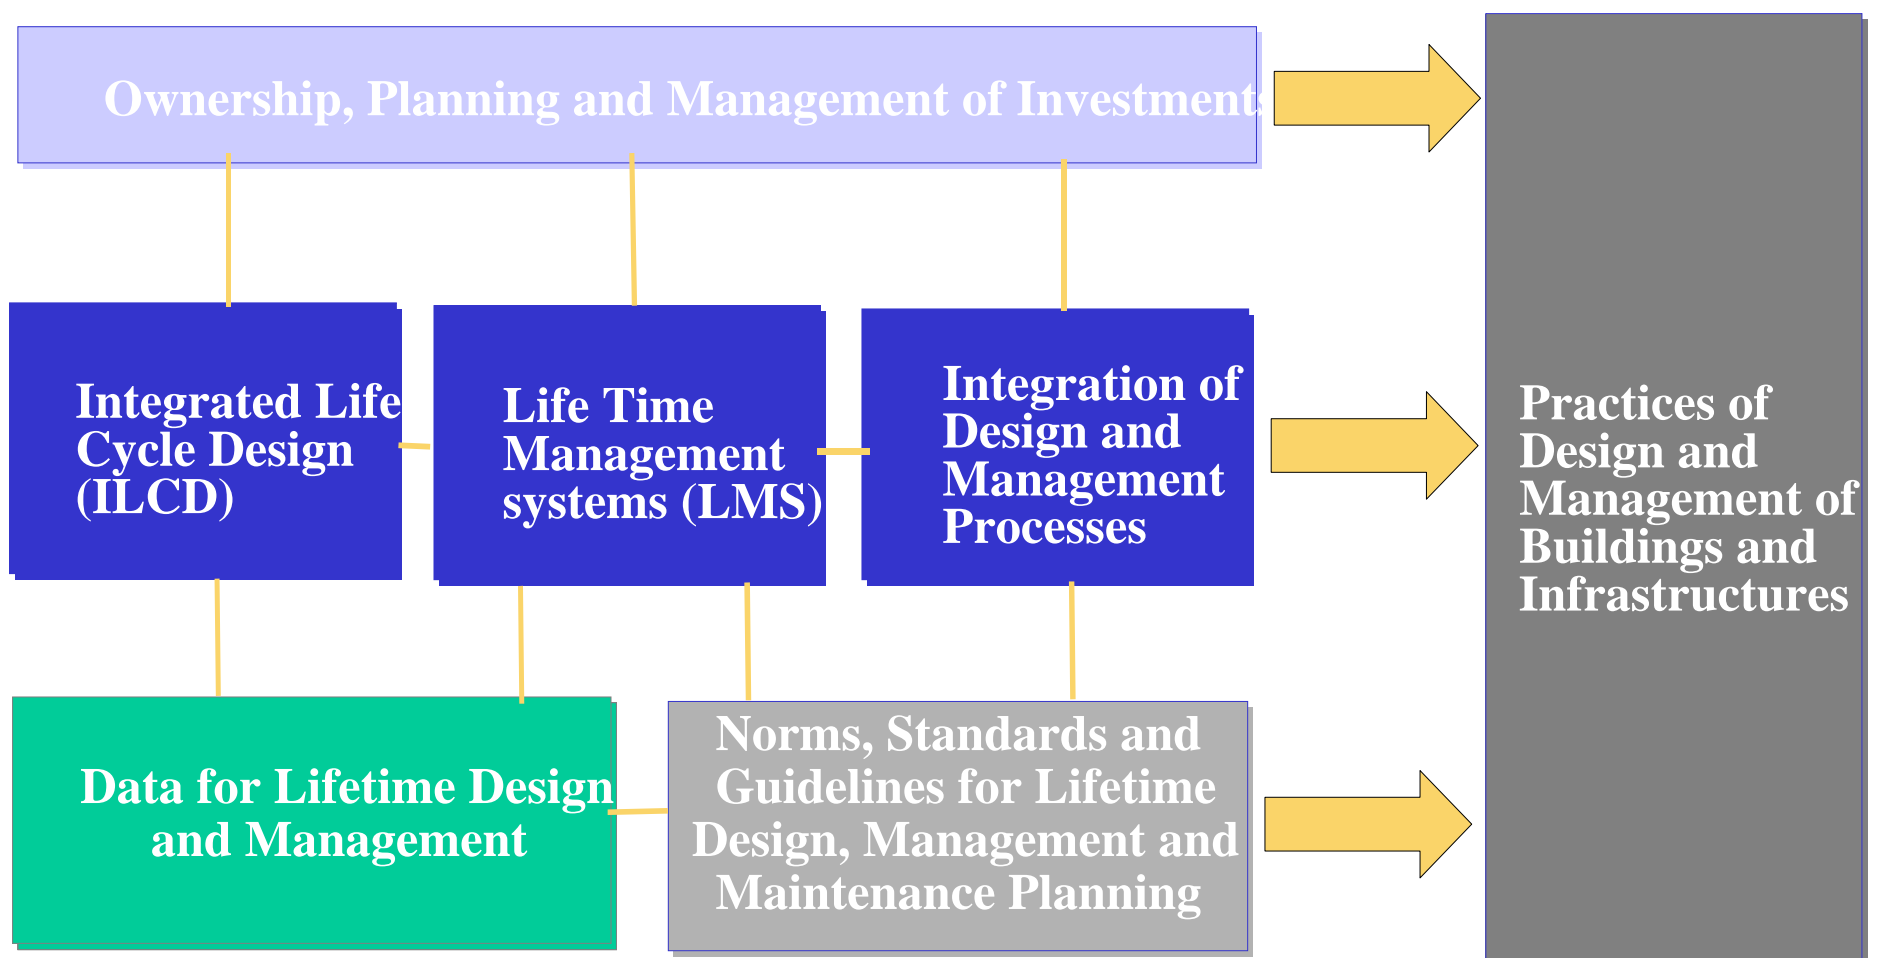 Ownership, Planning and Management of Investments
Integrated Life
Cycle Design
(ILCD)
Life Time
Management
systems (LMS)
Integration of
Design and
Management
Processes
Practices of
Design and
Management of
Buildings and
Infrastructures
Data for Lifetime Design
and Management
Norms, Standards and
Guidelines for Lifetime
Design, Management and
Maintenance Planning